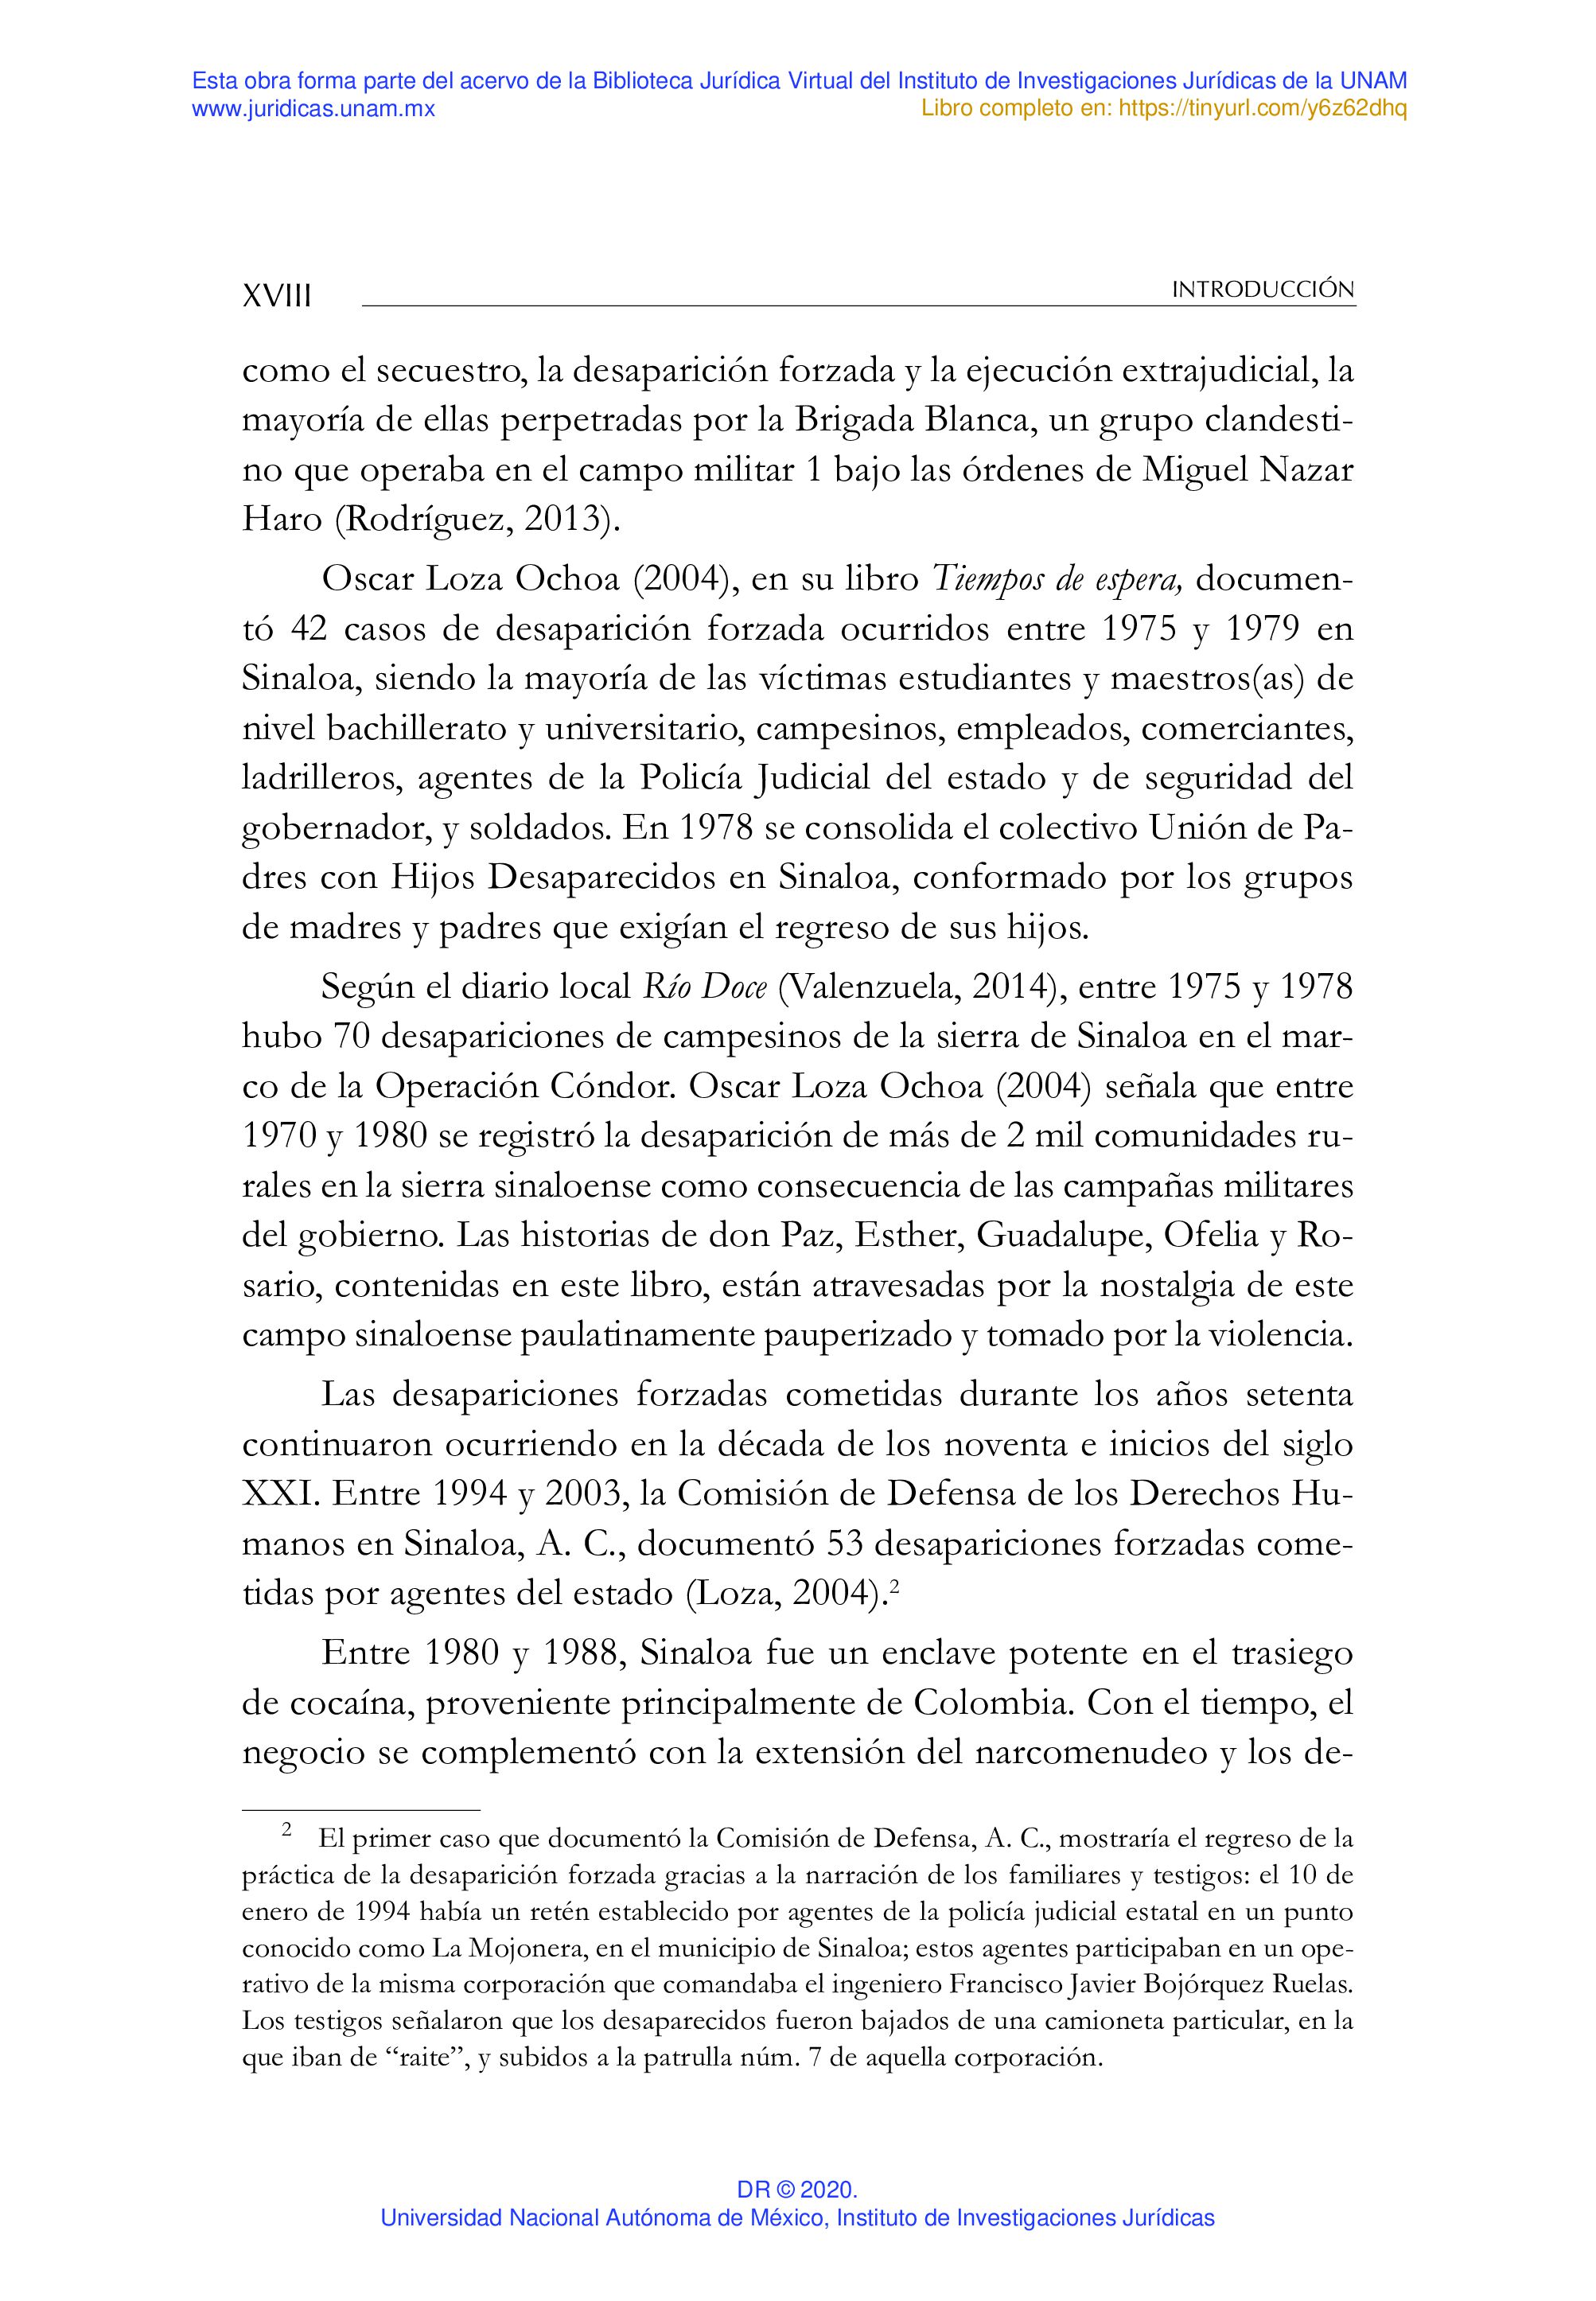 Esta obra forma parte del acervo de la Biblioteca Jurídica Virtual del Instituto de Investigaciones Jurídicas de la UNAM
www.juridicas.unam.mx
Libro completo en: https://tinyurl.com/y6z62dhq
XVIII
INTRODUCCIÓN
como el secuestro, la desaparición forzada y la ejecución extrajudicial, la
mayoría de ellas perpetradas por la Brigada Blanca, un grupo clandesti-
no que operaba en el campo militar 1 bajo las órdenes de Miguel Nazar
Haro (Rodríguez, 2013).
Oscar Loza Ochoa (2004), en su libro Tiempos de espera, documen-
tó 42 casos de desaparición forzada ocurridos entre 1975 y 1979 en
Sinaloa, siendo la mayoría de las víctimas estudiantes y maestros(as) de
nivel bachillerato y universitario, campesinos, empleados, comerciantes,
ladrilleros, agentes de la Policía Judicial del estado y de seguridad del
gobernador, y soldados. En 1978 se consolida el colectivo Unión de Pa-
dres con Hijos Desaparecidos en Sinaloa, conformado por los grupos
de madres y padres que exigían el regreso de sus hijos.
Según el diario local Río Doce (Valenzuela, 2014), entre 1975 y 1978
hubo 70 desapariciones de campesinos de la sierra de Sinaloa en el mar-
co de la Operación Cóndor. Oscar Loza Ochoa (2004) señala que entre
1970 y 1980 se registró la desaparición de más de 2 mil comunidades ru-
rales en la sierra sinaloense como consecuencia de las campañas militares
del gobierno. Las historias de don Paz, Esther, Guadalupe, Ofelia y Ro-
sario, contenidas en este libro, están atravesadas por la nostalgia de este
campo sinaloense paulatinamente pauperizado y tomado por la violencia.
Las desapariciones forzadas cometidas durante los años setenta
continuaron ocurriendo en la década de los noventa e inicios del siglo
XXI. Entre 1994 y 2003, la Comisión de Defensa de los Derechos Hu-
manos en Sinaloa, A. C., documentó 53 desapariciones forzadas come-
tidas por agentes del estado (Loza, 2004).²
Entre 1980 y 1988, Sinaloa fue un enclave potente en el trasiego
de cocaína, proveniente principalmente de Colombia. Con el tiempo, el
negocio se complementó con la extensión del narcomenudeo y los de-
² El primer caso que documentó la Comisión de Defensa, A. C., mostraría el regreso de la
práctica de la desaparición forzada gracias a la narración de los familiares y testigos: el 10 de
enero de 1994 había un retén establecido por agentes de la policía judicial estatal en un punto
conocido como La Mojonera, en el municipio de Sinaloa; estos agentes participaban en un ope-
rativo de la misma corporación que comandaba el ingeniero Francisco Javier Bojórquez Ruelas.
Los testigos señalaron que los desaparecidos fueron bajados de una camioneta particular, en la
que iban de “raite”, y subidos a la patrulla núm. 7 de aquella corporación.
DR © 2020.
Universidad Nacional Autónoma de México, Instituto de Investigaciones Jurídicas